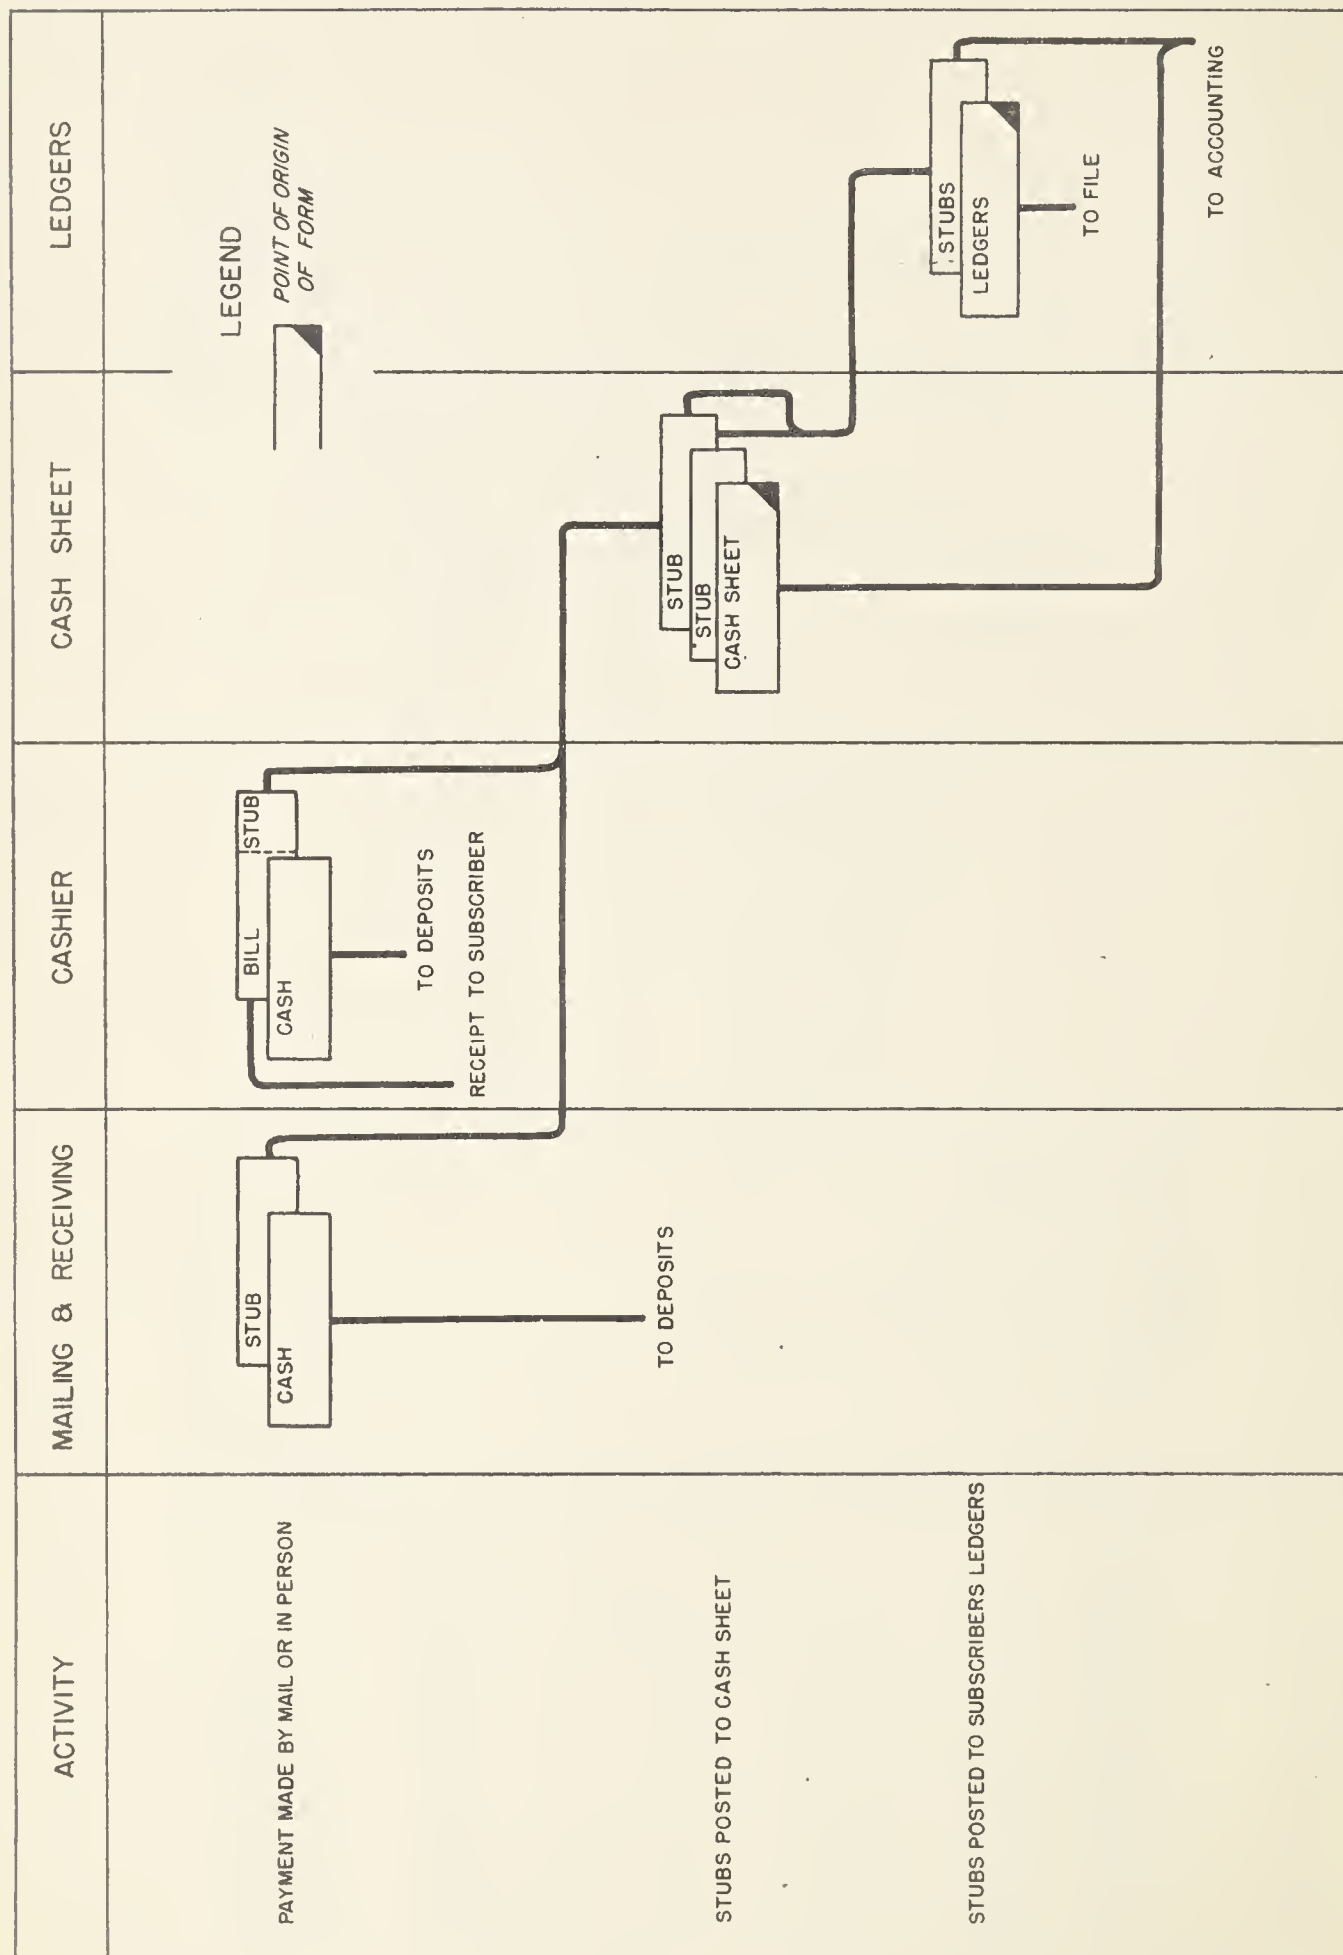 ACTIVITY
MAILING & RECEIVING
CASHIER
CASH SHEET
LEDGERS
LEGEND
POINT OF ORIGIN
OF FORM
PAYMENT MADE BY MAIL OR IN PERSON
STUB
CASH
BILL
STUB
CASH
TO DEPOSITS
RECEIPT TO SUBSCRIBER
TO DEPOSITS
STUBS POSTED TO CASH SHEET
STUB
STUB
CASH SHEET
STUBS POSTED TO SUBSCRIBERS LEDGERS
STUBS
LEDGERS
TO FILE
TO ACCOUNTING